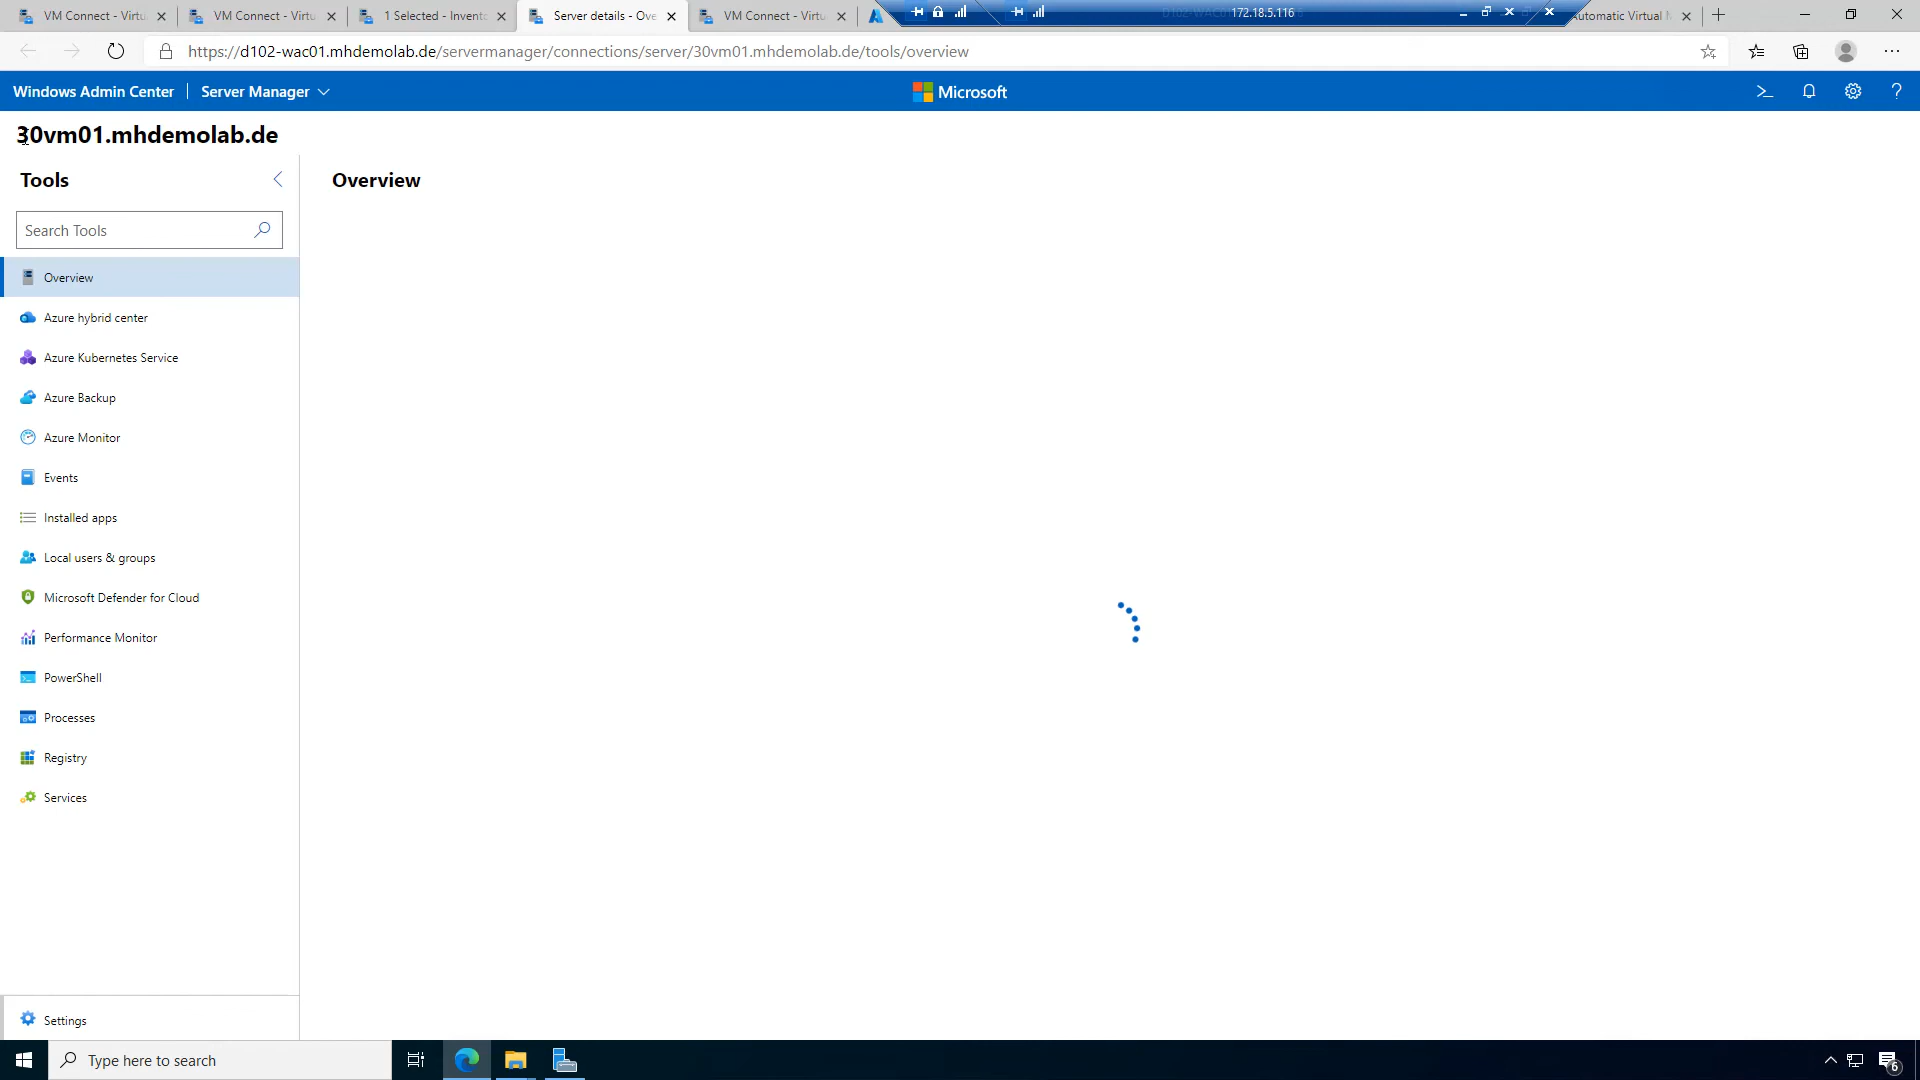 VM Connect - Virtu
VM Connect - Virtu
1 Selected - Invento
Server details - Ove
VM Connect - Virtu
172.18.5.116
Automatic Virtual M
https://d102-wac01.mhdemolab.de/servermanager/connections/server/30vm01.mhdemolab.de/tools/overview
Windows Admin Center
Server Manager
Microsoft
30vm01.mhdemolab.de
Tools
Overview
Search Tools
Overview
Azure hybrid center
Azure Kubernetes Service
Azure Backup
Azure Monitor
Events
Installed apps
Local users & groups
Microsoft Defender for Cloud
Performance Monitor
PowerShell
Processes
Registry
Services
Settings
Type here to search
6